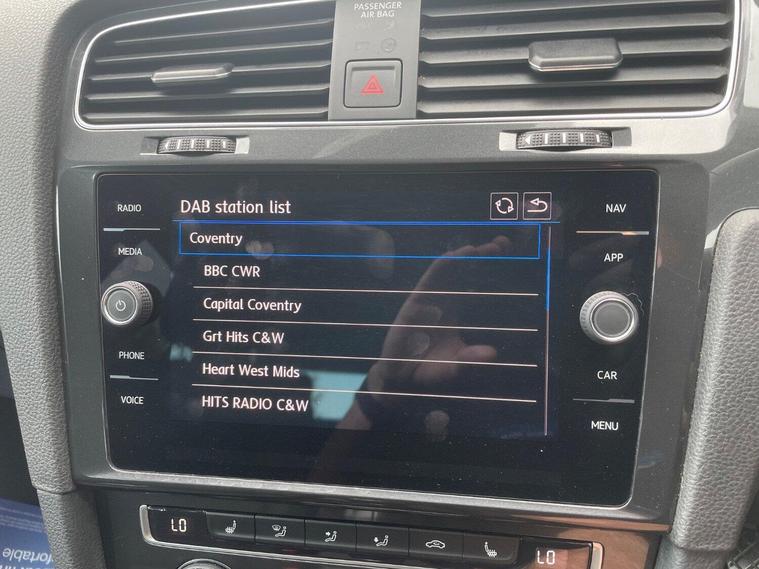 PASSENGER
AIR BAG
RADIO
MEDIA
PHONE
VOICE
DAB station list
Coventry
BBC CWR
Capital Coventry
Grt Hits C&W
Heart West Mids
HITS RADIO C&W
NAV
APP
CAR
MENU
LO
LO